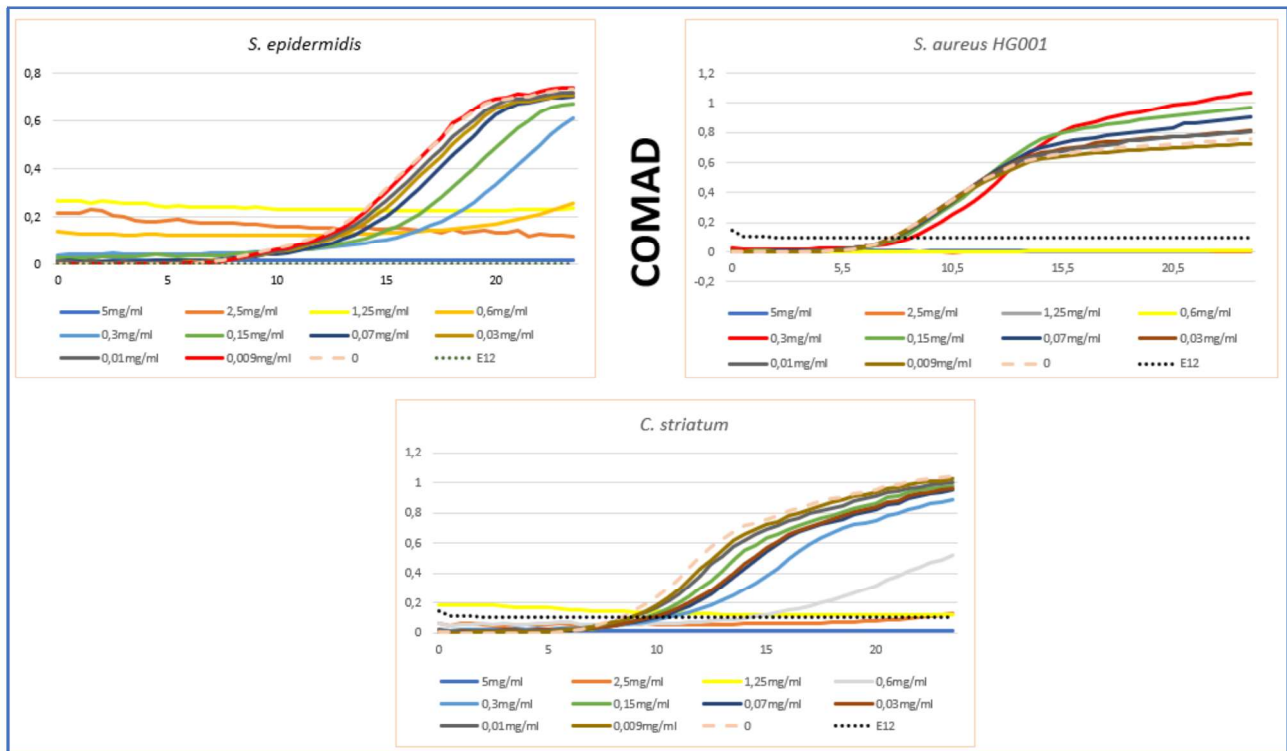 S. epidermidis
0,8
0,6
0,4
0,2
0
0 5 10 15 20
5mg/ml 2,5mg/ml 1,25mg/ml 0,6mg/ml
0,3mg/ml 0,15mg/ml 0,07mg/ml 0,03mg/ml
0,01mg/ml 0,009mg/ml 0 E12
COMAD
S. aureus HG001
1,2
1
0,8
0,6
0,4
0,2
0
-0,2
0 5,5 10,5 15,5 20,5
5mg/ml 2,5mg/ml 1,25mg/ml 0,6mg/ml
0,3mg/ml 0,15mg/ml 0,07mg/ml 0,03mg/ml
0,01mg/ml 0,009mg/ml 0 E12
C. striatum
1,2
1
0,8
0,6
0,4
0,2
0
0 5 10 15 20
5mg/ml 2,5mg/ml 1,25mg/ml 0,6mg/ml
0,3mg/ml 0,15mg/ml 0,07mg/ml 0,03mg/ml
0,01mg/ml 0,009mg/ml 0 E12